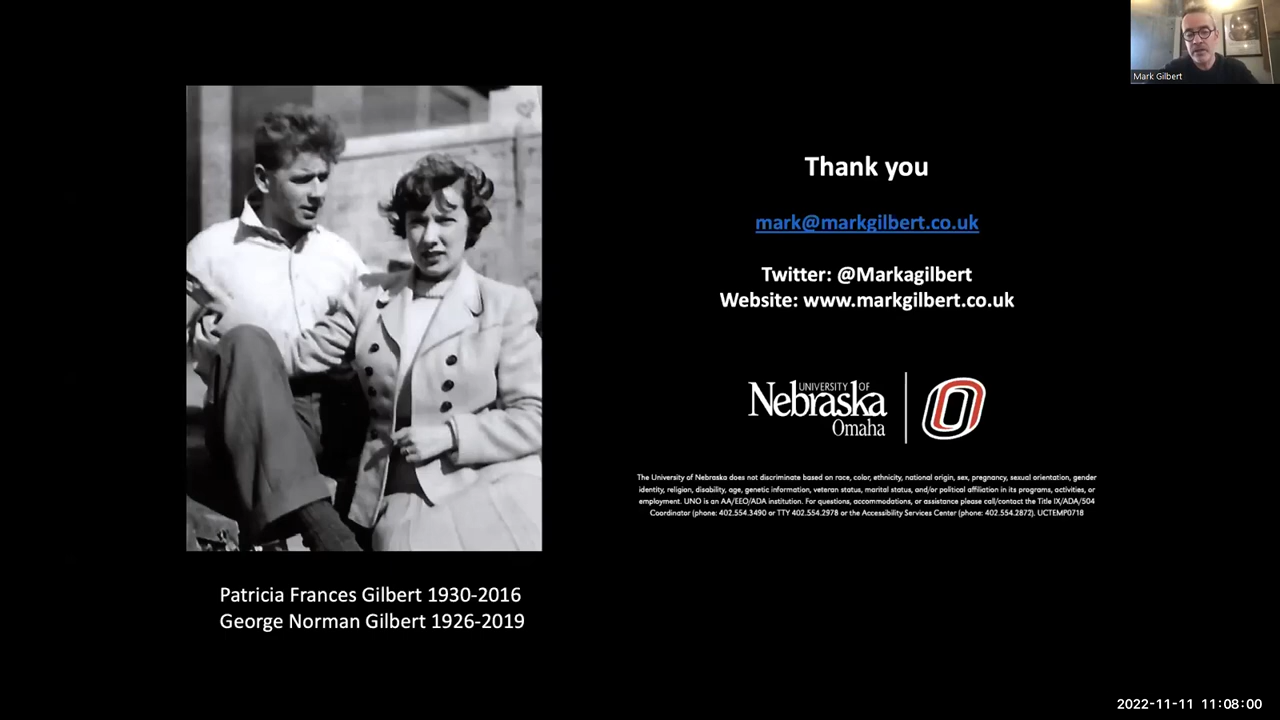 Mark Gilbert
Thank you
mark@markgilbert.co.uk
Twitter: @Markagilbert
Website: www.markgilbert.co.uk
UNIVERSITY OF
Nebraska
Omaha
The University of Nebraska does not discriminate based on race, color, ethnicity, national origin, sex, pregnancy, sexual orientation, gender
identity, religion, disability, age, genetic information, veteran status, marital status, and/or political affiliation in its programs, activities, or
employment. UNO is an AA/EEO/ADA institution. For questions, accommodations, or assistance please call/contact the Title IX/ADA/504
Coordinator (phone: 402.554.3490 or TTY 402.554.2978 or the Accessibility Services Center (phone: 402.554.2872). UCTEMP0718
Patricia Frances Gilbert 1930-2016
George Norman Gilbert 1926-2019
2022-11-11 11:08:00